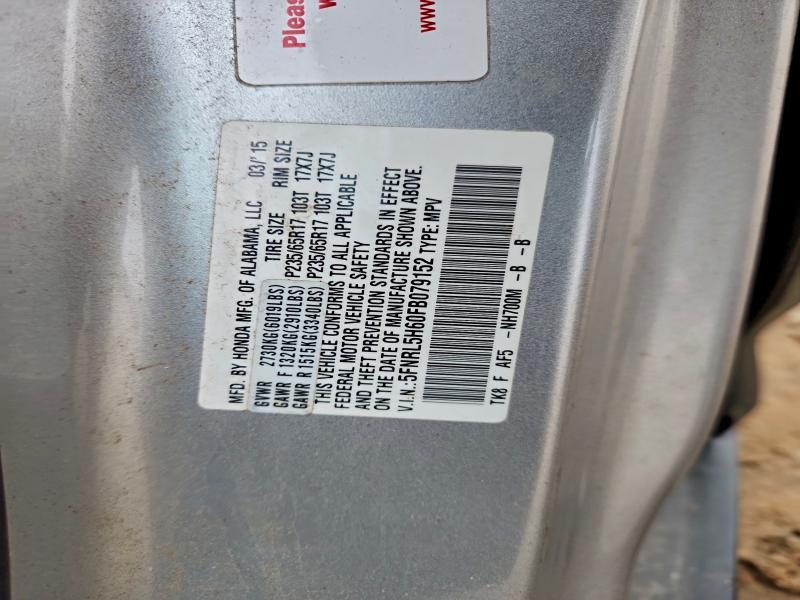 Pleas
w
www.
MFD. BY HONDA MFG. OF ALABAMA, LLC 03/'15
GVWR 2730KG(6019LBS) TIRE SIZE RIM SIZE
GAWR F 1320KG(2910LBS) P235/65R17 103T 17X7J
GAWR R 1515KG(3340LBS) P235/65R17 103T 17X7J
THIS VEHICLE CONFORMS TO ALL APPLICABLE
FEDERAL MOTOR VEHICLE SAFETY
AND THEFT PREVENTION STANDARDS IN EFFECT
ON THE DATE OF MANUFACTURE SHOWN ABOVE.
V.I.N.:5FNRL5H60FB079152 TYPE: MPV
TK8 F AF5 -NH700M -B -B